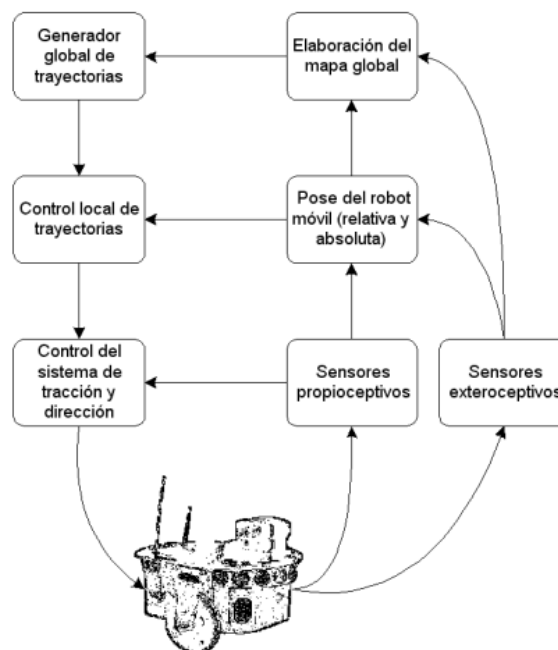 Generador
global de
trayectorias
Elaboración del
mapa global
Control local de
trayectorias
Pose del robot
móvil (relativa y
absoluta)
Control del
sistema de
tracción y
dirección
Sensores
propioceptivos
Sensores
exteroceptivos